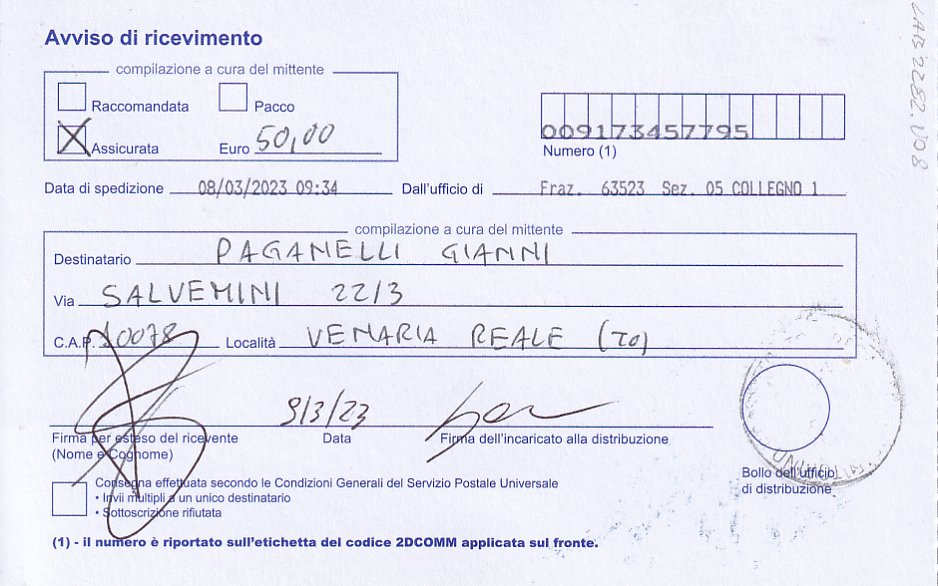 Avviso di ricevimento
compilazione a cura del mittente
Raccomandata Pacco
Assicurata Euro 50,00
009173457795
Numero (1)
Data di spedizione 08/03/2023 09:34 Dall'ufficio di Fraz. 63523 Sez. 05 COLLEGNO 1
compilazione a cura del mittente
Destinatario PAGANELLI GIANNI
Via SALVEMINI 22/3
C.A.P. 10078 Località VENARIA REALE (TO)
9/3/23
Firma per esteso del ricevente Data Firma dell'incaricato alla distribuzione
(Nome e Cognome)
Bollo dell'ufficio
di distribuzione
Consegna effettuata secondo le Condizioni Generali del Servizio Postale Universale
• Invii multipli a un unico destinatario
• Sottoscrizione rifiutata
(1) - il numero è riportato sull'etichetta del codice 2DCOMM applicata sul fronte.